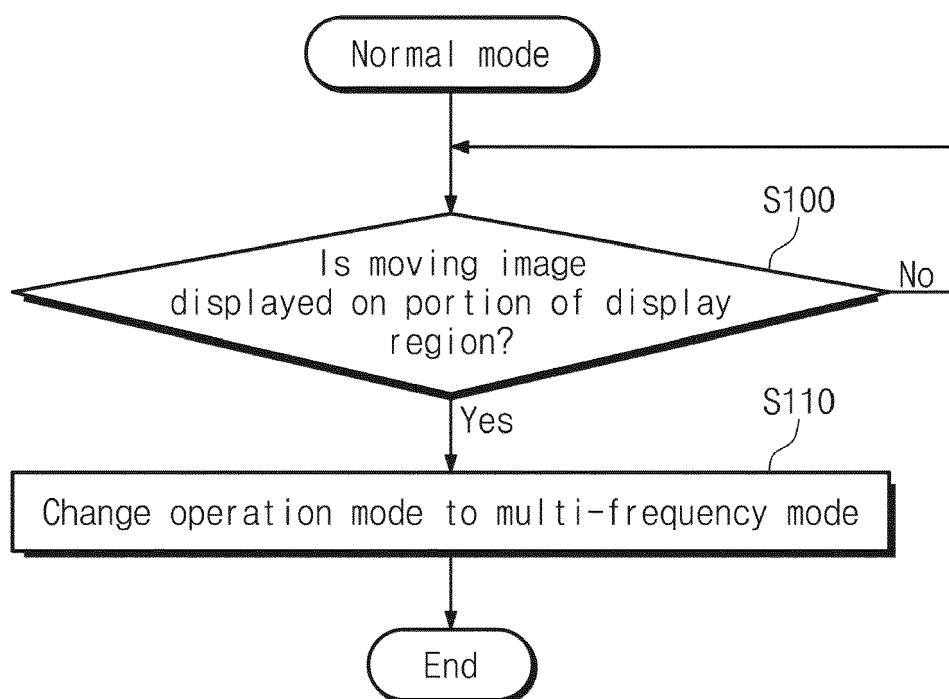 Normal mode
S100
Is moving image
displayed on portion of display
region?
No
Yes
S110
Change operation mode to multi-frequency mode
End